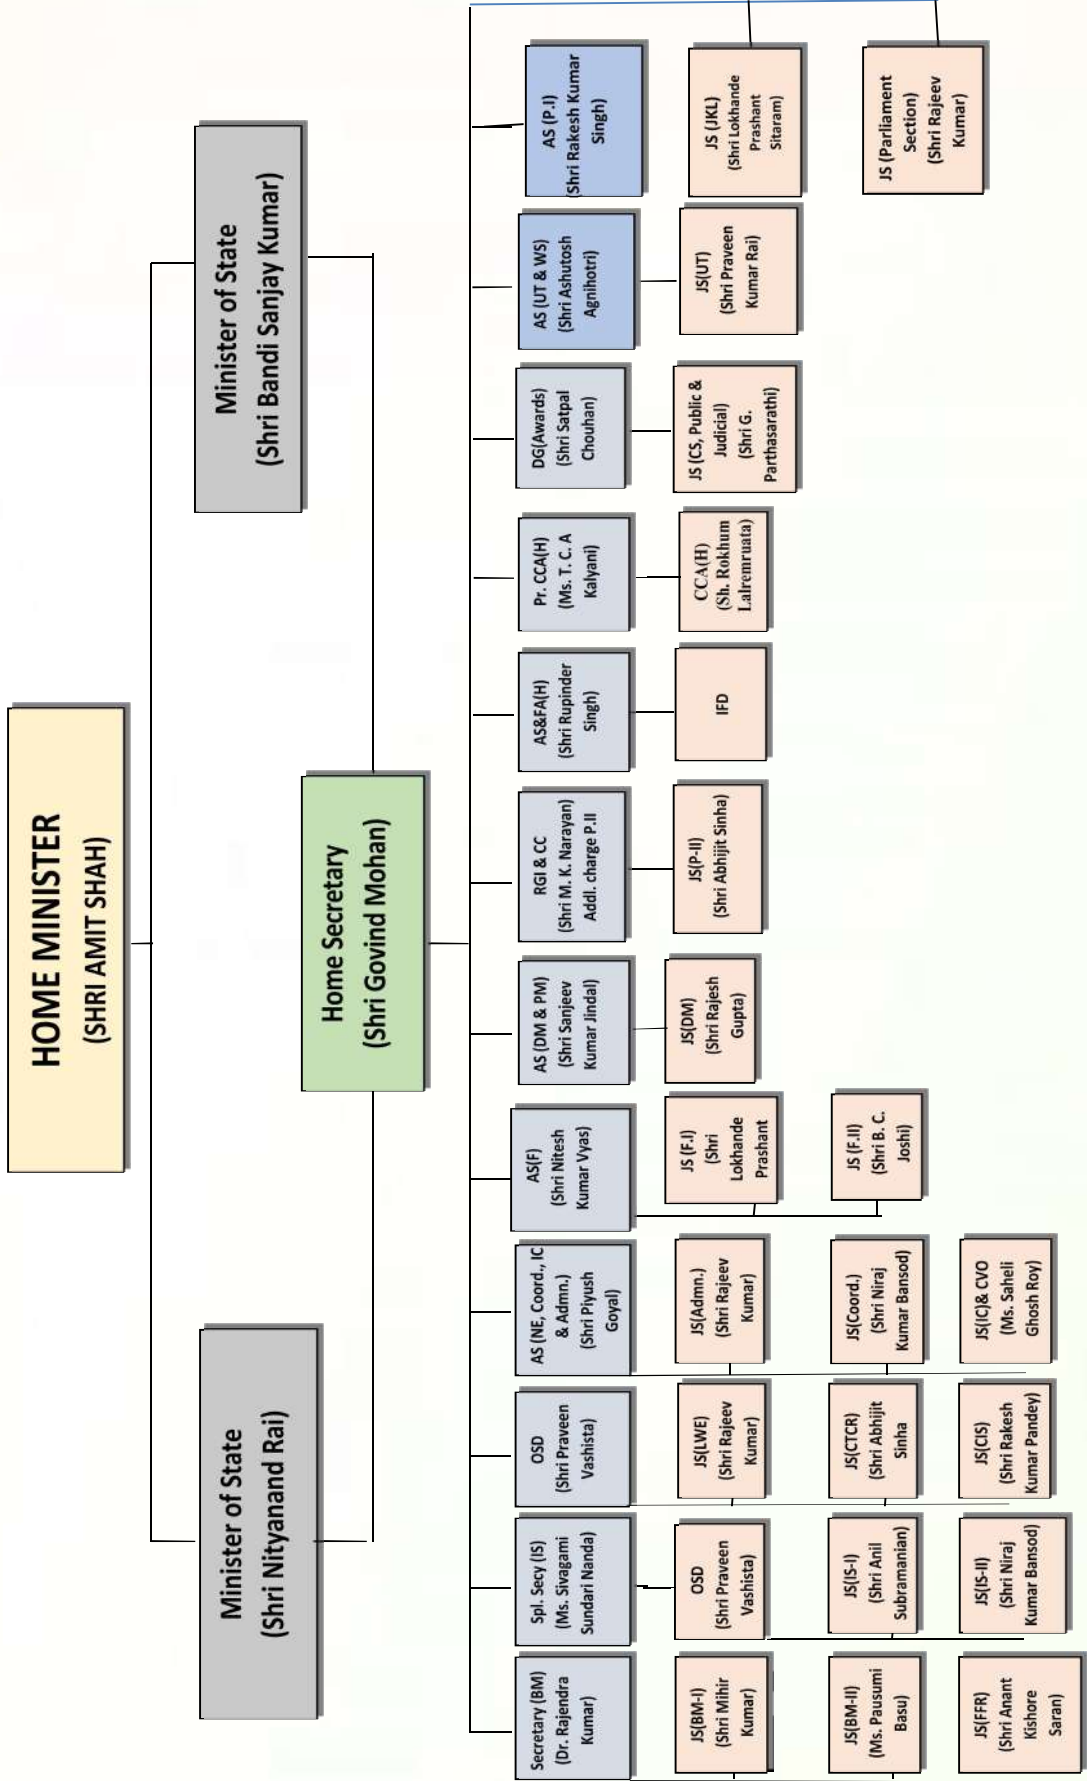 HOME MINISTER
(SHRI AMIT SHAH)
Minister of State
(Shri Nityanand Rai)
Minister of State
(Shri Bandi Sanjay Kumar)
Home Secretary
(Shri Govind Mohan)
Secretary (BM)
(Dr. Rajendra
Kumar)
Spl. Secy (IS)
(Ms. Sivagami
Sundari Nanda)
OSD
(Shri Praveen
Vashista)
AS (NE, Coord., IC
& Admn.)
(Shri Piyush
Goyal)
AS(F)
(Shri Nitesh
Kumar Vyas)
AS (DM & PM)
(Shri Sanjeev
Kumar Jindal)
RGI & CC
(Shri M. K. Narayan)
Addl. charge P.II
AS&FA(H)
(Shri Rupinder
Singh)
Pr. CCA(H)
(Ms. T. C. A
Kalyani)
DG(Awards)
(Shri Satpal
Chouhan)
AS (UT & WS)
(Shri Ashutosh
Agnihotri)
AS (P.I)
(Shri Rakesh Kumar
Singh)
JS(BM-I)
(Shri Mihir
Kumar)
OSD
(Shri Praveen
Vashista)
JS(LWE)
(Shri Rajeev
Kumar)
JS(Admn.)
(Shri Rajeev
Kumar)
JS (F.I)
(Shri
Lokhande
Prashant
JS(DM)
(Shri Rajesh
Gupta)
JS(P-II)
(Shri Abhijit Sinha)
IFD
CCA(H)
(Sh. Rokhum
Lalremruata)
JS (CS, Public &
Judicial)
(Shri G.
Parthasarathi)
JS(UT)
(Shri Praveen
Kumar Rai)
JS (JKL)
(Shri Lokhande
Prashant
Sitaram)
JS(BM-II)
(Ms. Pausumi
Basu)
JS(IS-I)
(Shri Anil
Subramanian)
JS(CTCR)
(Shri Abhijit
Sinha
JS(Coord.)
(Shri Niraj
Kumar Bansod)
JS (F.II)
(Shri B. C.
Joshi)
JS (Parliament
Section)
(Shri Rajeev
Kumar)
JS(FFR)
(Shri Anant
Kishore
Saran)
JS(IS-II)
(Shri Niraj
Kumar Bansod)
JS(CIS)
(Shri Rakesh
Kumar Pandey)
JS(IC)& CVO
(Ms. Saheli
Ghosh Roy)